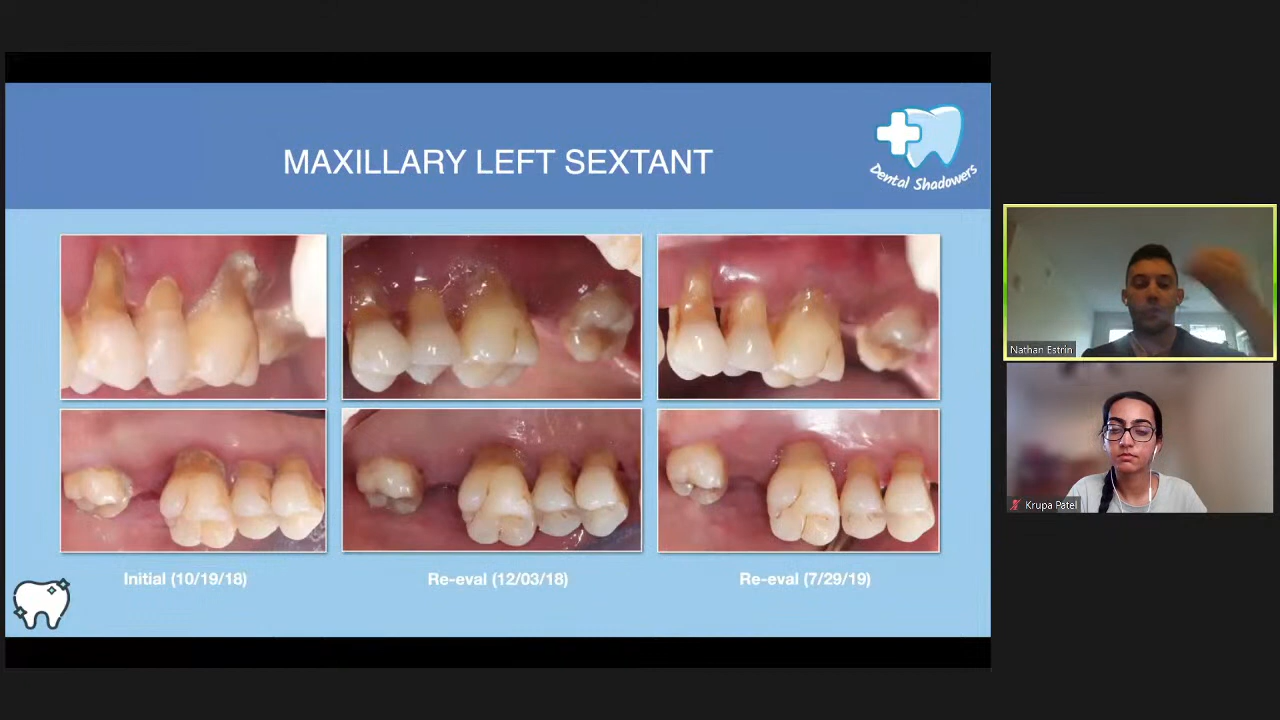 MAXILLARY LEFT SEXTANT
Dental Shadowers
Initial (10/19/18)
Re-eval (12/03/18)
Re-eval (7/29/19)
Nathan Estrin
Krupa Patel